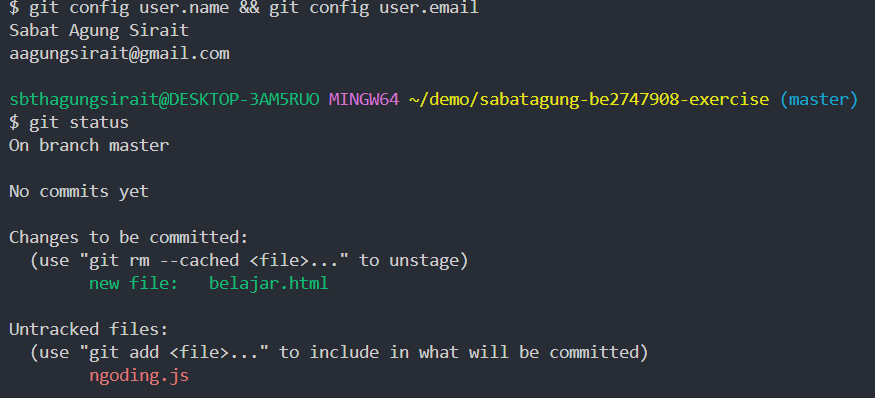 $ git config user.name && git config user.email
Sabat Agung Sirait
aagungsirait@gmail.com
sbthagungsirait@DESKTOP-3AM5RUO MINGW64 ~/demo/sabatagung-be2747908-exercise (master)
$ git status
On branch master
No commits yet
Changes to be committed:
  (use "git rm --cached <file>..." to unstage)
        new file:   belajar.html
Untracked files:
  (use "git add <file>..." to include in what will be committed)
        ngoding.js